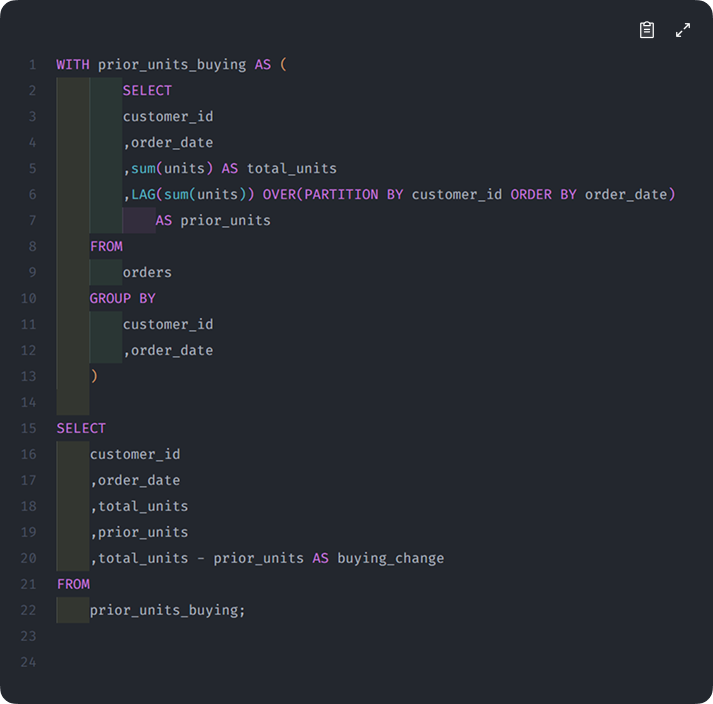 1 WITH prior_units_buying AS (
2 SELECT
3 customer_id
4 ,order_date
5 ,sum(units) AS total_units
6 ,LAG(sum(units)) OVER(PARTITION BY customer_id ORDER BY order_date)
7 AS prior_units
8 FROM
9 orders
10 GROUP BY
11 customer_id
12 ,order_date
13 )
14
15 SELECT
16 customer_id
17 ,order_date
18 ,total_units
19 ,prior_units
20 ,total_units - prior_units AS buying_change
21 FROM
22 prior_units_buying;
23
24